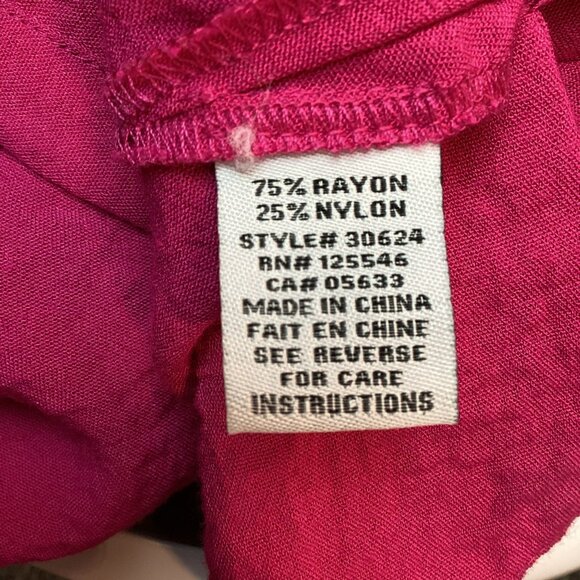 75% RAYON
25% NYLON
STYLE# 30624
RN# 125546
CA# 05633
MADE IN CHINA
FAIT EN CHINE
SEE REVERSE
FOR CARE
INSTRUCTIONS